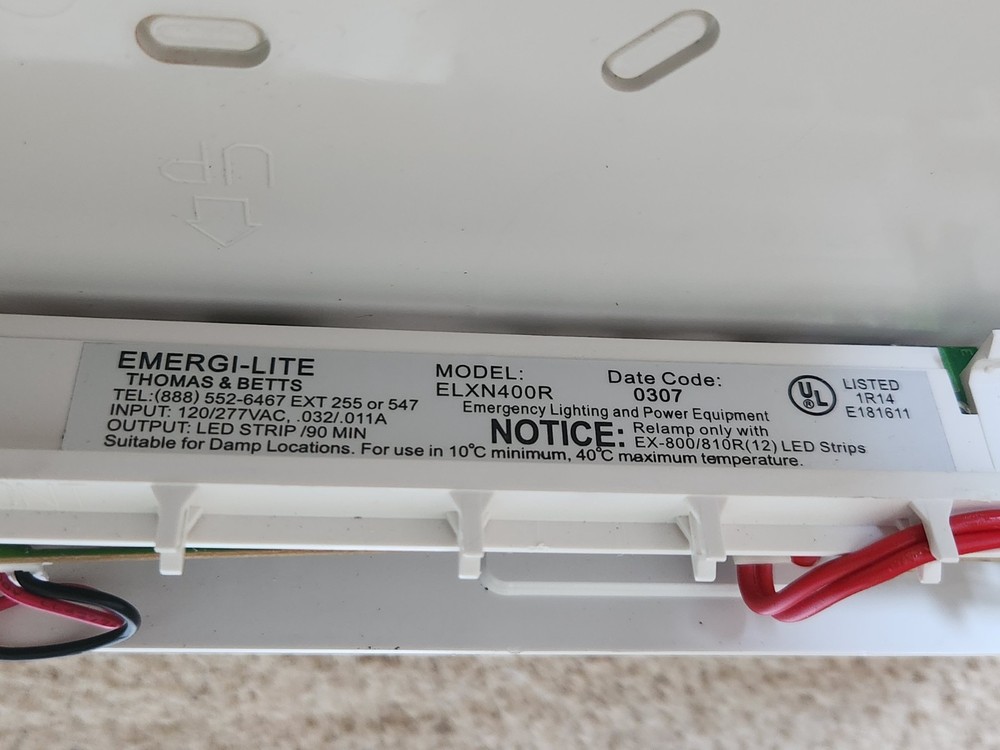 UP
EMERGI-LITE
THOMAS & BETTS
TEL:(888) 552-6467 EXT 255 or 547
INPUT: 120/277VAC, .032/.011A
OUTPUT: LED STRIP /90 MIN
Suitable for Damp Locations. For use in 10°C minimum, 40°C maximum temperature.
MODEL:
ELXN400R
Date Code:
0307
Emergency Lighting and Power Equipment
NOTICE: Relamp only with
EX-800/810R(12) LED Strips
UL
LISTED
1R14
E181611